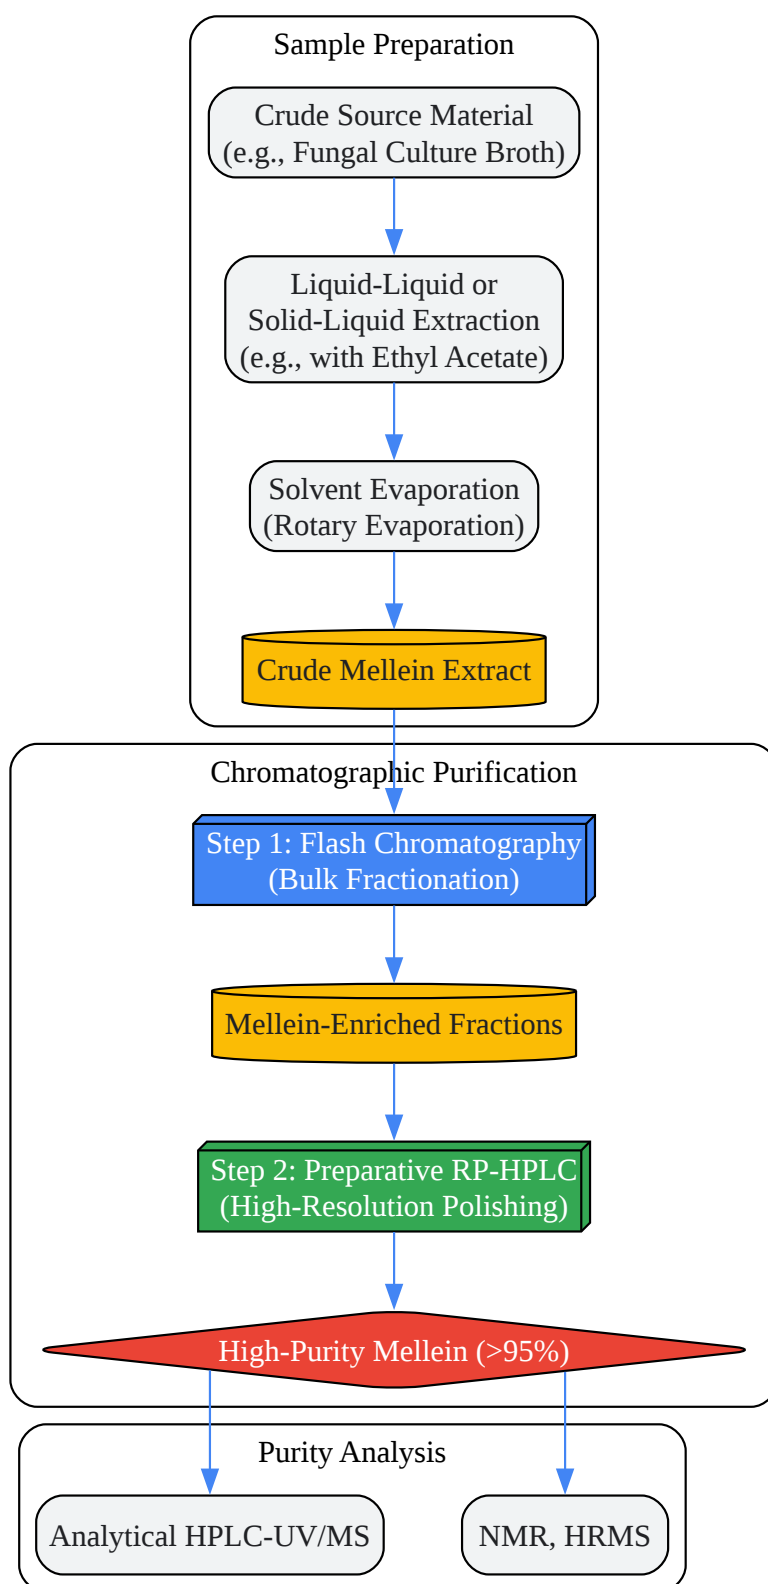 Sample Preparation
Crude Source Material
(e.g., Fungal Culture Broth)
Liquid-Liquid or
Solid-Liquid Extraction
(e.g., with Ethyl Acetate)
Solvent Evaporation
(Rotary Evaporation)
Crude Mellein Extract
Chromatographic Purification
Step 1: Flash Chromatography
(Bulk Fractionation)
Mellein-Enriched Fractions
Step 2: Preparative RP-HPLC
(High-Resolution Polishing)
High-Purity Mellein (>95%)
Purity Analysis
Analytical HPLC-UV/MS
NMR, HRMS